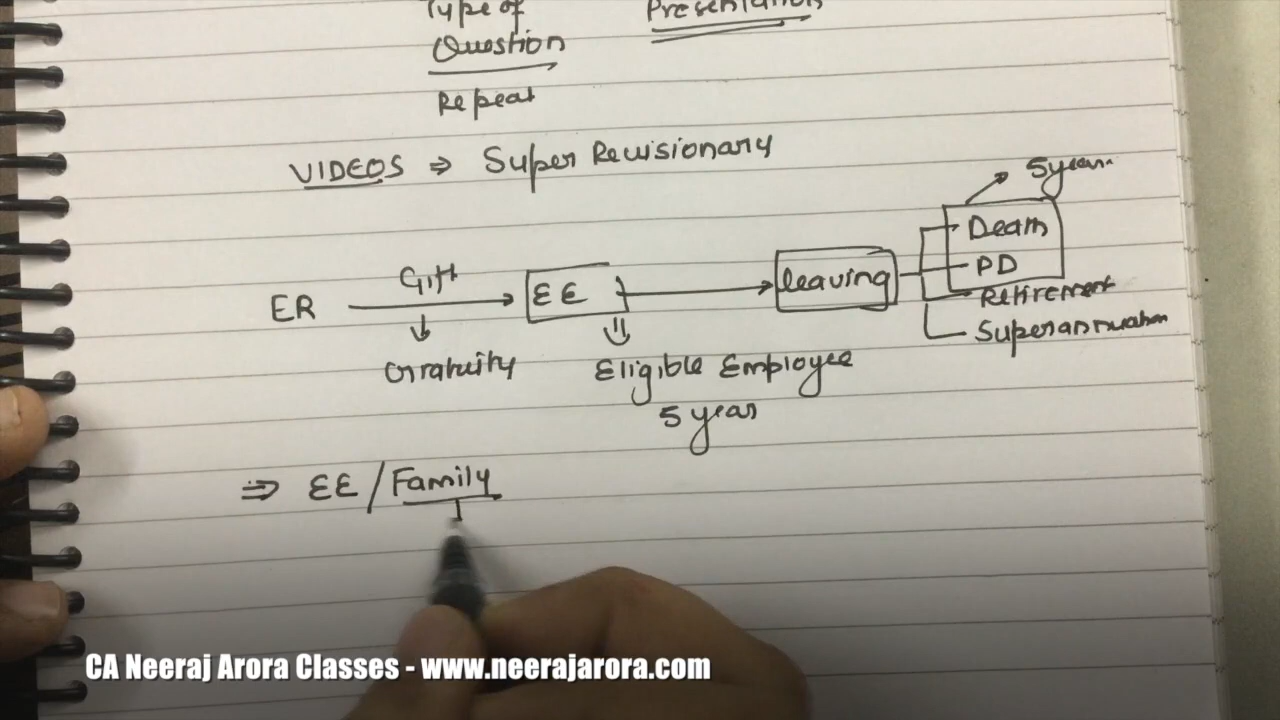 Type of
Presentation
Question
Repeat
VIDEOS ⇒ Super Revisionary
5 year
Death
Gift
PD
ER
EE
leaving
Retirement
Superannuation
Gratuity
Eligible Employee
5 year
⇒ EE / Family
CA Neeraj Arora Classes - www.neerajarora.com